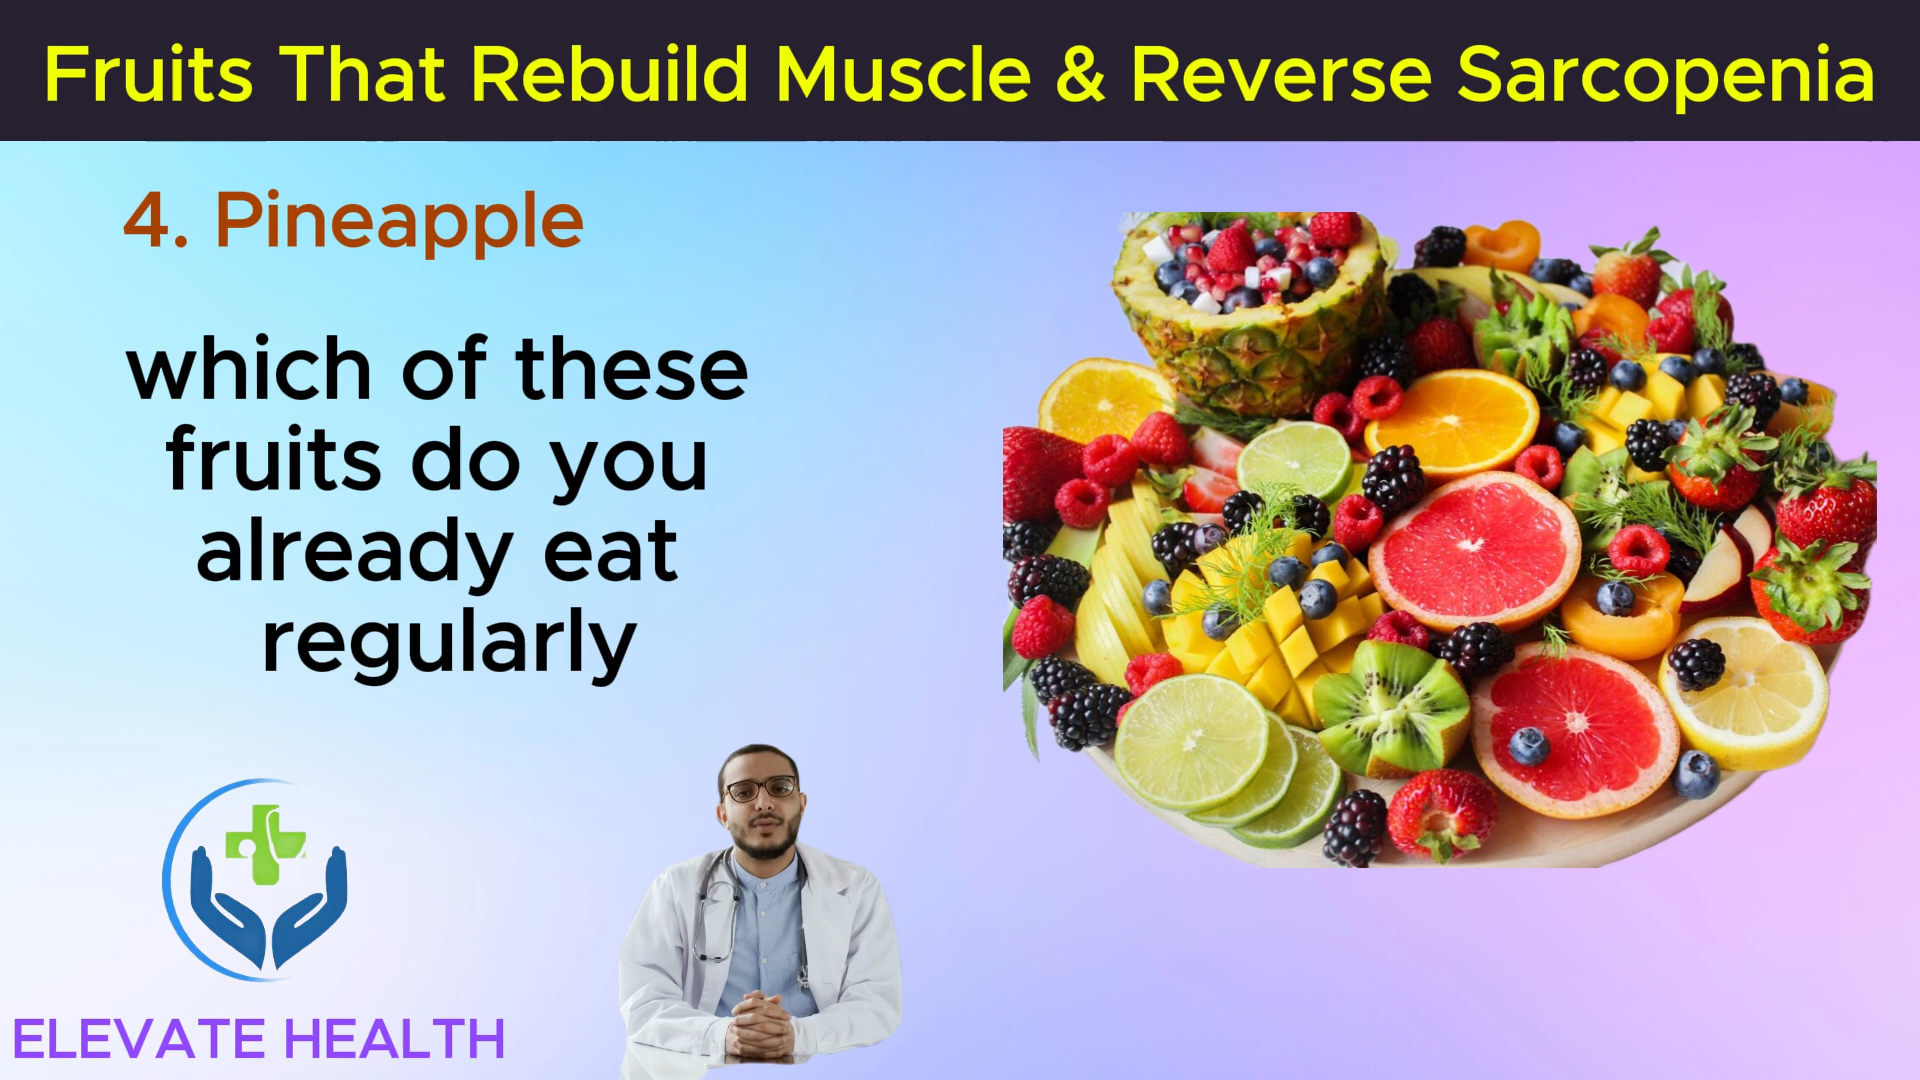 Fruits That Rebuild Muscle & Reverse Sarcopenia
4. Pineapple
which of these
fruits do you
already eat
regularly
ELEVATE HEALTH